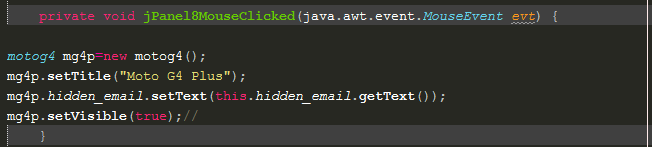 private void jPanel8MouseClicked(java.awt.event.MouseEvent evt) {
motog4 mg4p=new motog4();
mg4p.setTitle("Moto G4 Plus");
mg4p.hidden_email.setText(this.hidden_email.getText());
mg4p.setVisible(true);//
}